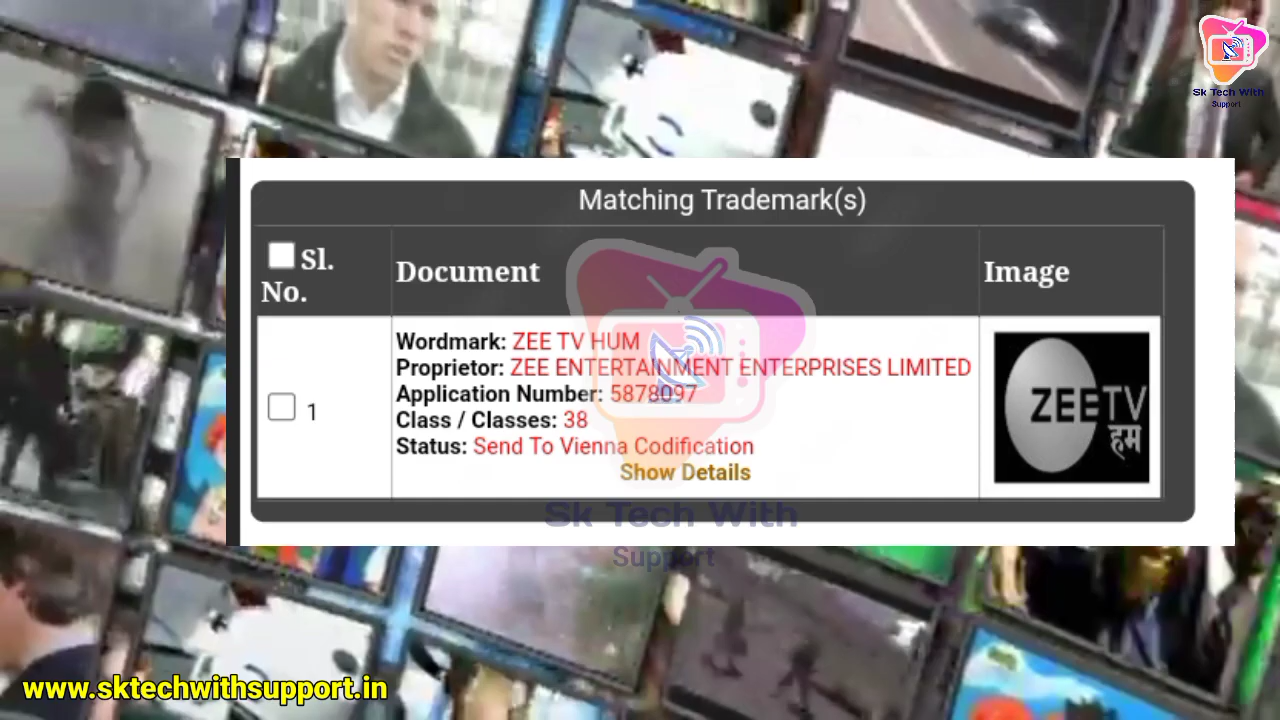 Sk Tech With
Support
Matching Trademark(s)
Sl.
No.
Document
Image
1
Wordmark: ZEE TV HUM
Proprietor: ZEE ENTERTAINMENT ENTERPRISES LIMITED
Application Number: 5878097
Class / Classes: 38
Status: Send To Vienna Codification
Show Details
ZEETV
हम
Sk Tech With
Support
www.sktechwithsupport.in